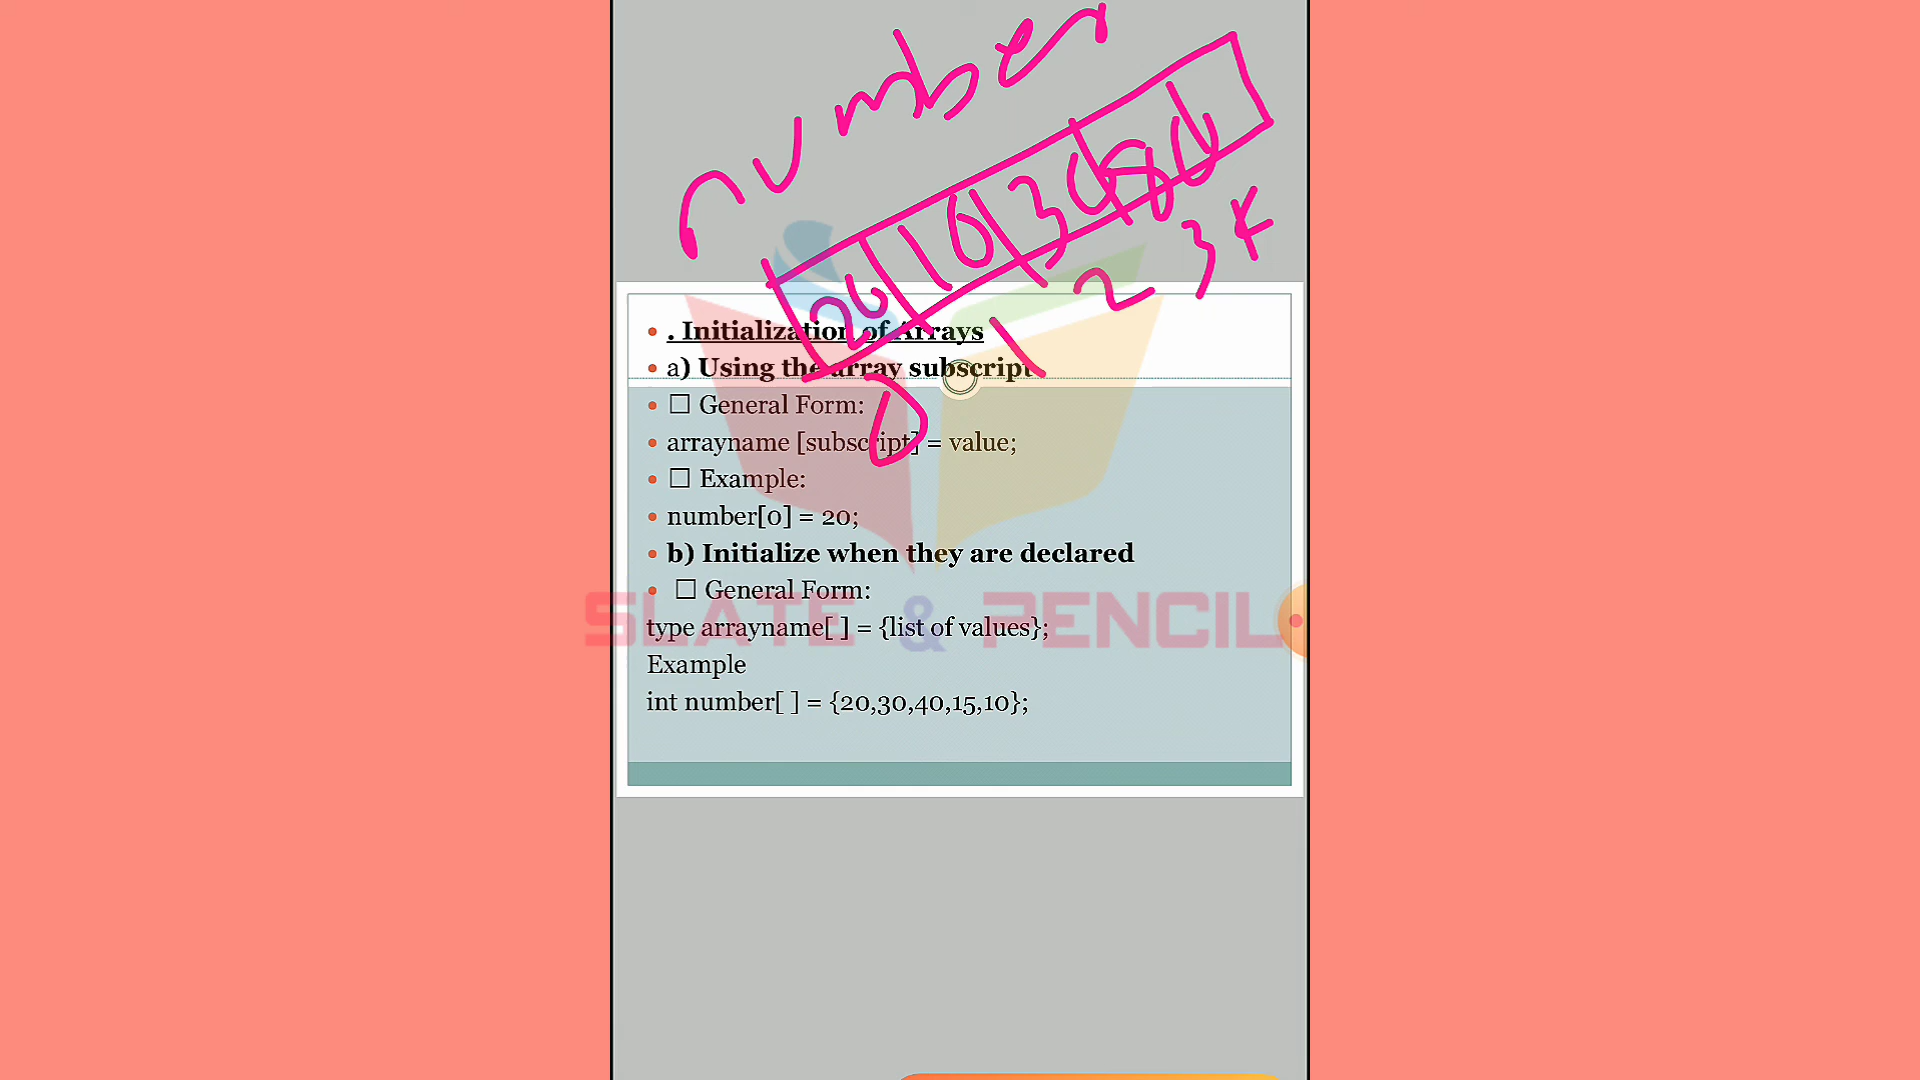 number
20 10 30 50
0 1 2 3 4
. Initialization of Arrays
a) Using the array subscript
General Form:
arrayname [subscript] = value;
Example:
number[0] = 20;
b) Initialize when they are declared
General Form:
SLATE & PENCIL
type arrayname[ ] = {list of values};
Example
int number[ ] = {20,30,40,15,10};